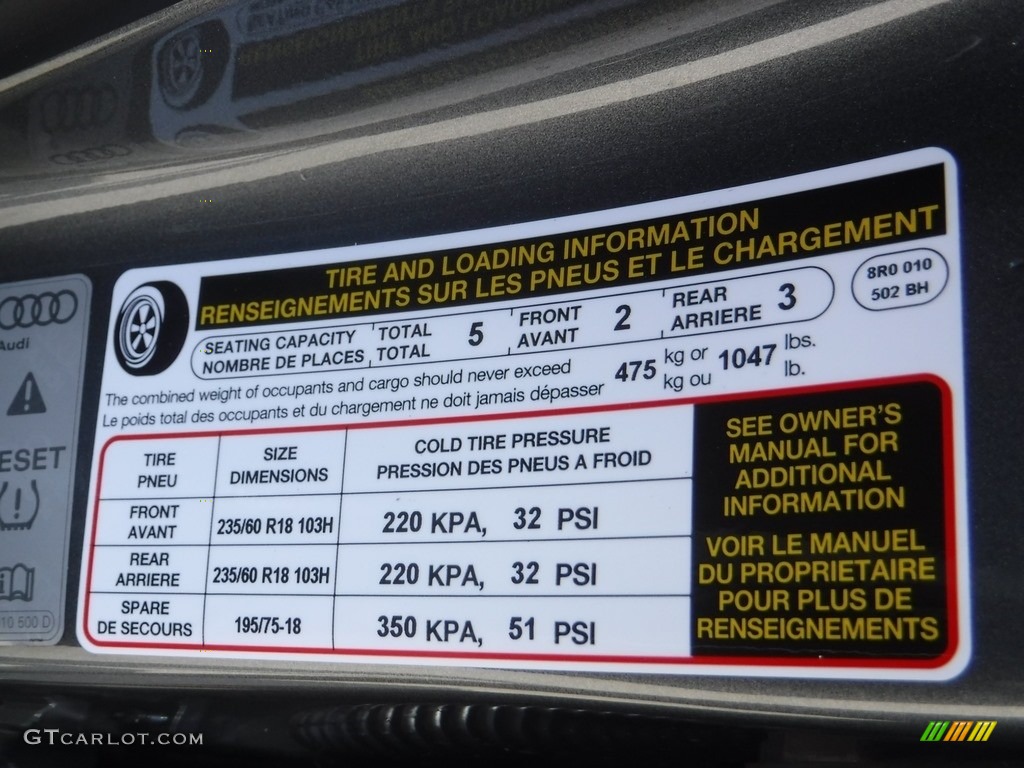 TIRE AND LOADING INFORMATION
RENSEIGNEMENTS SUR LES PNEUS ET LE CHARGEMENT
SEATING CAPACITY TOTAL 5 FRONT 2 REAR 3
NOMBRE DE PLACES TOTAL AVANT ARRIERE
8R0 010
502 BH
The combined weight of occupants and cargo should never exceed 475 kg or 1047 lbs.
Le poids total des occupants et du chargement ne doit jamais dépasser kg ou lb.
TIRE SIZE COLD TIRE PRESSURE
PNEU DIMENSIONS PRESSION DES PNEUS A FROID
FRONT
AVANT 235/60 R18 103H 220 KPA, 32 PSI
REAR
ARRIERE 235/60 R18 103H 220 KPA, 32 PSI
SPARE
DE SECOURS 195/75-18 350 KPA, 51 PSI
SEE OWNER'S
MANUAL FOR
ADDITIONAL
INFORMATION
VOIR LE MANUEL
DU PROPRIETAIRE
POUR PLUS DE
RENSEIGNEMENTS
Audi
ESET
10 500 D
GTCARLOT.COM